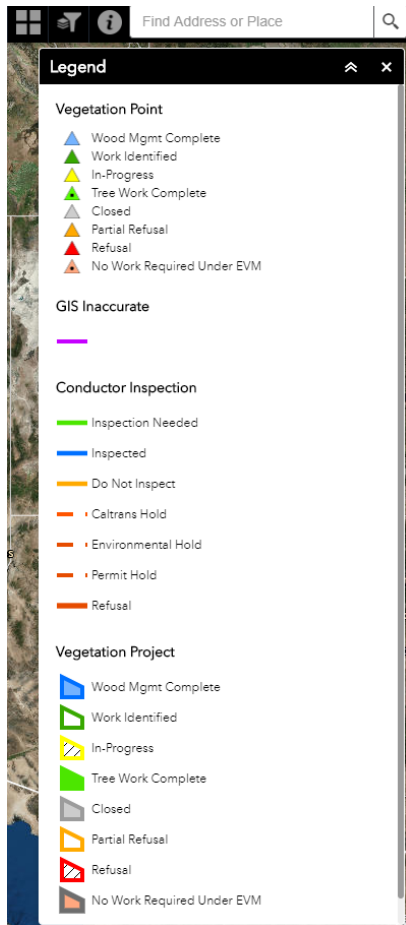 Find Address or Place
Legend
Vegetation Point
Wood Mgmt Complete
Work Identified
In-Progress
Tree Work Complete
Closed
Partial Refusal
Refusal
No Work Required Under EVM
GIS Inaccurate
Conductor Inspection
Inspection Needed
Inspected
Do Not Inspect
Caltrans Hold
Environmental Hold
Permit Hold
Refusal
Vegetation Project
Wood Mgmt Complete
Work Identified
In-Progress
Tree Work Complete
Closed
Partial Refusal
Refusal
No Work Required Under EVM